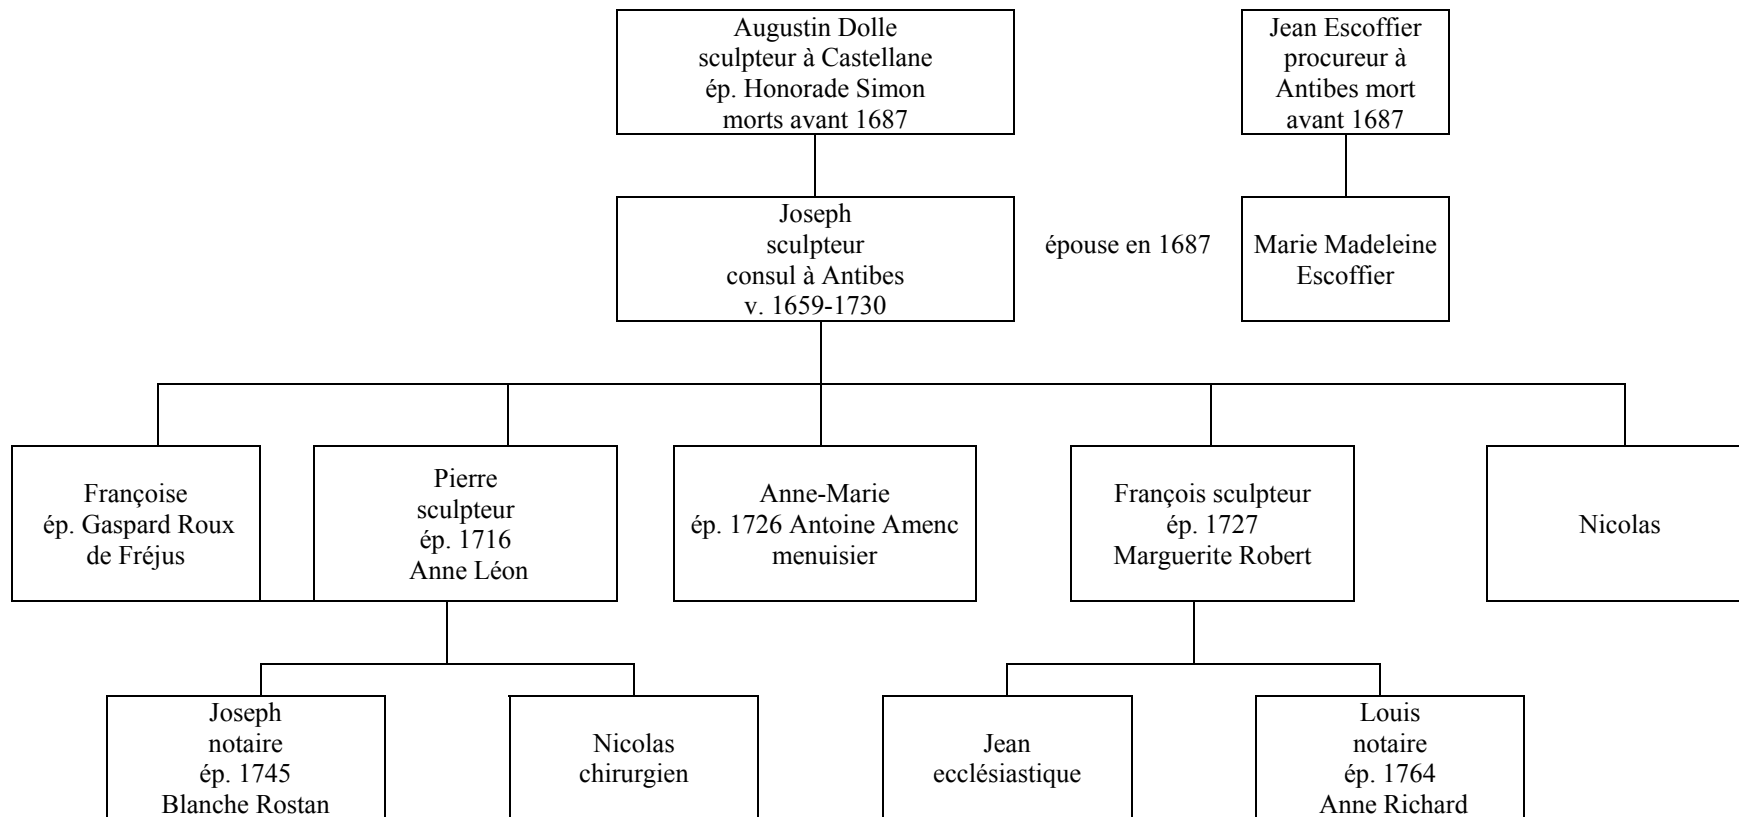 Augustin Dolle
sculpteur à Castellane
ép. Honorade Simon
morts avant 1687
Jean Escoffier
procureur à
Antibes mort
avant 1687
Joseph
sculpteur
consul à Antibes
v. 1659-1730
épouse en 1687
Marie Madeleine
Escoffier
Françoise
ép. Gaspard Roux
de Fréjus
Pierre
sculpteur
ép. 1716
Anne Léon
Anne-Marie
ép. 1726 Antoine Amenc
menuisier
François sculpteur
ép. 1727
Marguerite Robert
Nicolas
Joseph
notaire
ép. 1745
Blanche Rostan
Nicolas
chirurgien
Jean
ecclésiastique
Louis
notaire
ép. 1764
Anne Richard